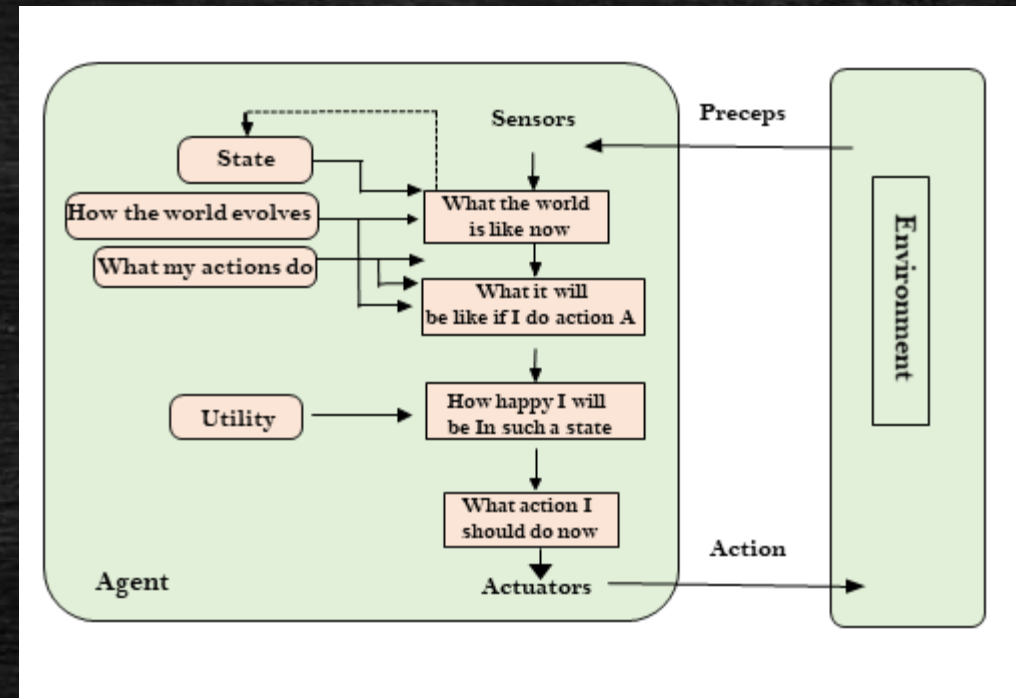 Sensors
Preceps
State
What the world
is like now
How the world evolves
What my actions do
What it will
be like if I do action A
Environment
Utility
How happy I will
be In such a state
What action I
should do now
Action
Agent
Actuators